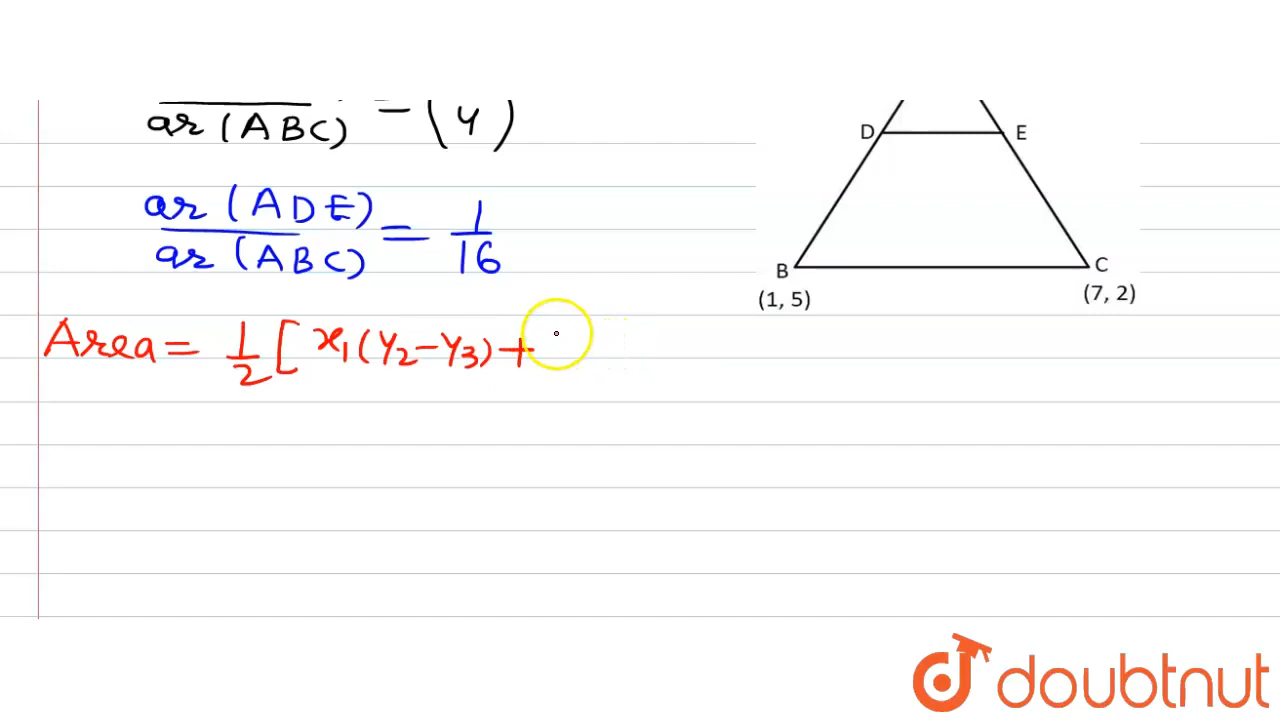 ar (ABC) = (4)
ar (ADE)
ar (ABC) = 1/16
Area = 1/2 [ x₁(y₂-y₃) +
D E
B C
(1, 5) (7, 2)
doubtnut